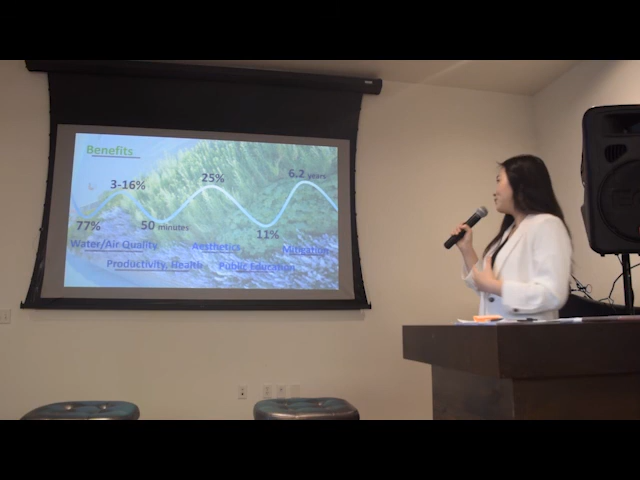 Benefits
3-16%
25%
6.2 years
77%
50 minutes
11%
Water/Air Quality
Aesthetics
Mitigation
Productivity, Health
Public Education